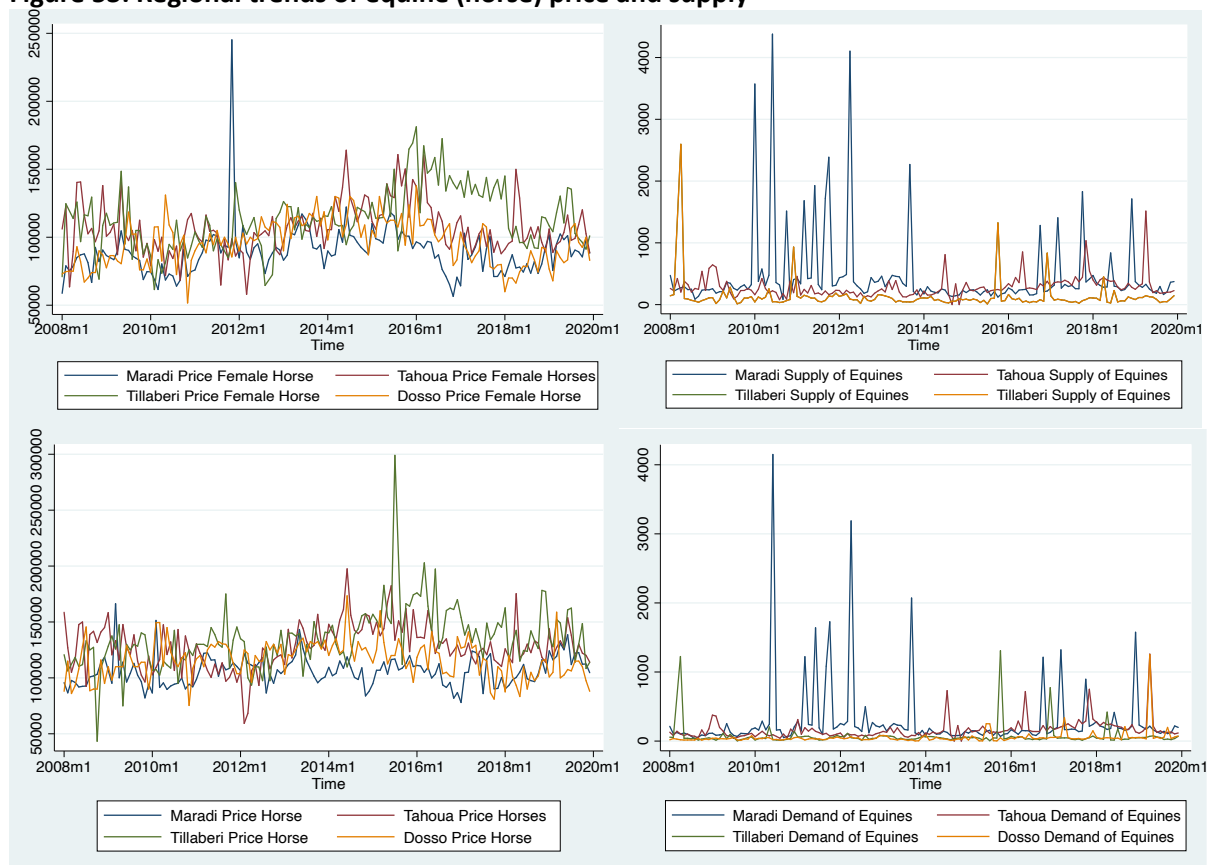 Regional trends of equine (horse) price and supply
250000
200000
150000
100000
50000
2008m1 2010m1 2012m1 2014m1 2016m1 2018m1 2020m1
Time
Maradi Price Female Horse
Tahoua Price Female Horses
Tillaberi Price Female Horse
Dosso Price Female Horse
4000
3000
2000
1000
0
2008m1 2010m1 2012m1 2014m1 2016m1 2018m1 2020m1
Time
Maradi Supply of Equines
Tahoua Supply of Equines
Tillaberi Supply of Equines
Tillaberi Supply of Equines
300000
250000
200000
150000
100000
50000
2008m1 2010m1 2012m1 2014m1 2016m1 2018m1 2020m1
Time
Maradi Price Horse
Tahoua Price Horses
Tillaberi Price Horse
Dosso Price Horse
4000
3000
2000
1000
0
2008m1 2010m1 2012m1 2014m1 2016m1 2018m1 2020m1
Time
Maradi Demand of Equines
Tahoua Demand of Equines
Tillaberi Demand of Equines
Dosso Demand of Equines